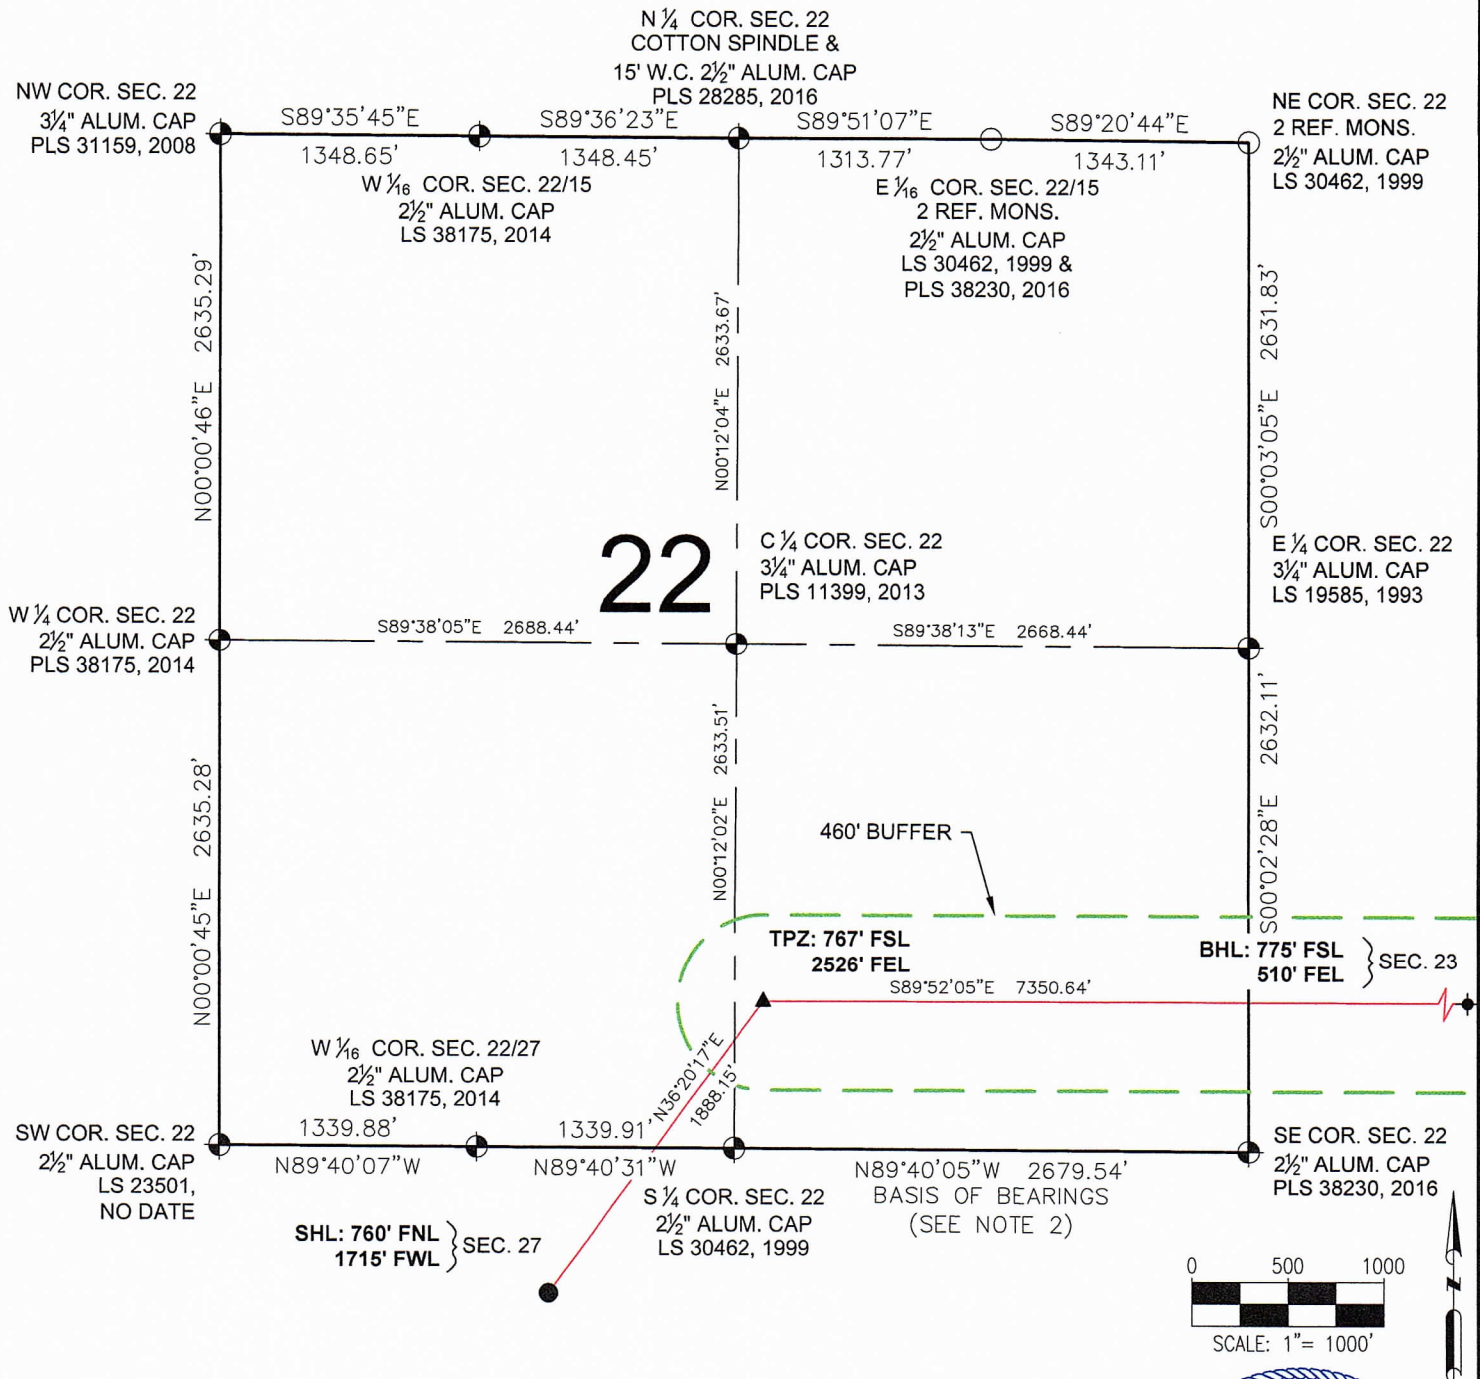 N ¼ COR. SEC. 22
COTTON SPINDLE &
15' W.C. 2½" ALUM. CAP
PLS 28285, 2016
NW COR. SEC. 22
3¼" ALUM. CAP
PLS 31159, 2008
S89°35'45"E
1348.65'
S89°36'23"E
1348.45'
S89°51'07"E
1313.77'
S89°20'44"E
1343.11'
NE COR. SEC. 22
2 REF. MONS.
2½" ALUM. CAP
LS 30462, 1999
W ¹⁄₁₆ COR. SEC. 22/15
2½" ALUM. CAP
LS 38175, 2014
E ¹⁄₁₆ COR. SEC. 22/15
2 REF. MONS.
2½" ALUM. CAP
LS 30462, 1999 &
PLS 38230, 2016
N00°00'46"E 2635.29'
N00°12'04"E 2633.67'
S00°03'05"E 2631.83'
22
C ¼ COR. SEC. 22
3¼" ALUM. CAP
PLS 11399, 2013
E ¼ COR. SEC. 22
3¼" ALUM. CAP
LS 19585, 1993
W ¼ COR. SEC. 22
2½" ALUM. CAP
PLS 38175, 2014
S89°38'05"E 2688.44'
S89°38'13"E 2668.44'
N00°00'45"E 2635.28'
N00°12'02"E 2633.51'
S00°02'28"E 2632.11'
460' BUFFER
TPZ: 767' FSL
2526' FEL
BHL: 775' FSL
510' FEL
SEC. 23
S89°52'05"E 7350.64'
N36°20'17"E
1888.15'
W ¹⁄₁₆ COR. SEC. 22/27
2½" ALUM. CAP
LS 38175, 2014
SW COR. SEC. 22
2½" ALUM. CAP
LS 23501,
NO DATE
1339.88'
N89°40'07"W
1339.91'
N89°40'31"W
S ¼ COR. SEC. 22
2½" ALUM. CAP
LS 30462, 1999
N89°40'05"W 2679.54'
BASIS OF BEARINGS
(SEE NOTE 2)
SE COR. SEC. 22
2½" ALUM. CAP
PLS 38230, 2016
SHL: 760' FNL
1715' FWL
SEC. 27
0 500 1000
SCALE: 1"= 1000'
N